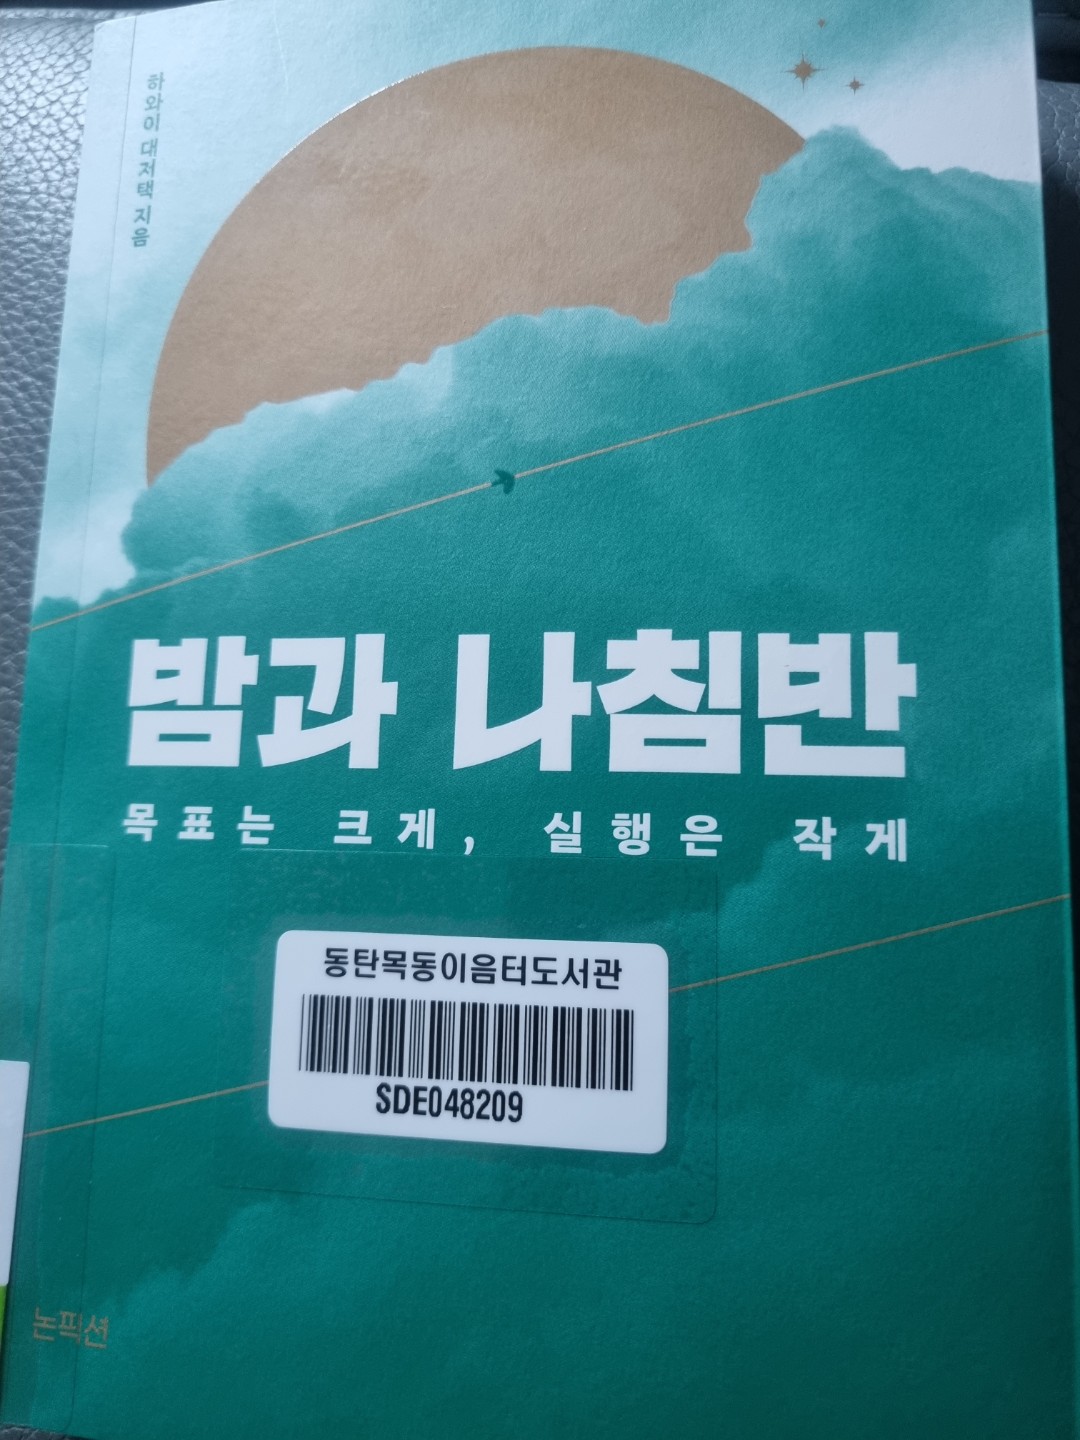 하와이 대저택 지음
밤과 나침반
목표는 크게, 실행은 작게
동탄목동이음터도서관
SDE048209
논픽션